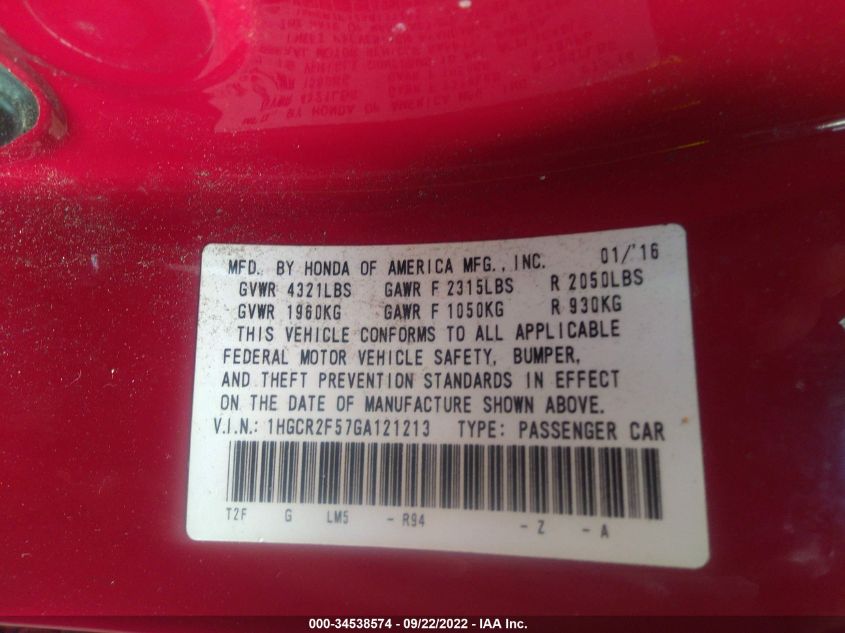 MFD. BY HONDA OF AMERICA MFG., INC. 01/'16
GVWR 4321LBS GAWR F 2315LBS R 2050LBS
GVWR 1960KG GAWR F 1050KG R 930KG
THIS VEHICLE CONFORMS TO ALL APPLICABLE
FEDERAL MOTOR VEHICLE SAFETY, BUMPER,
AND THEFT PREVENTION STANDARDS IN EFFECT
ON THE DATE OF MANUFACTURE SHOWN ABOVE.
V.I.N.: 1HGCR2F57GA121213 TYPE: PASSENGER CAR
T2F G LM5 - R94 - Z - A
000-34538574 - 09/22/2022 - IAA Inc.